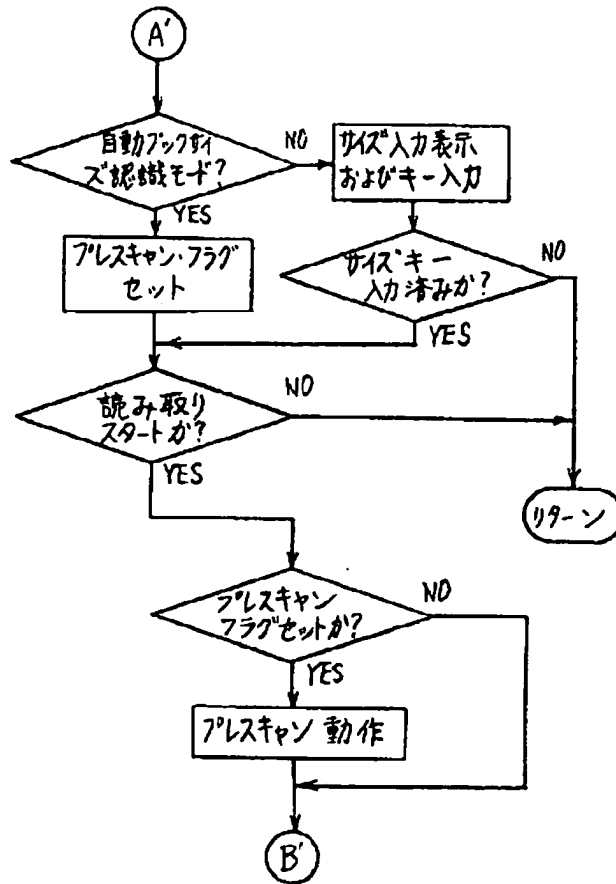 A'
自動ブックサイ
ズ認識モード?
NO
YES
サイズ入力表示
およびキー入力
プレスキャン・フラグ
セット
サイズキー
入力済みか?
NO
YES
読み取り
スタートか?
NO
YES
リターン
プレスキャン
フラグセットか?
NO
YES
プレスキャン動作
B'